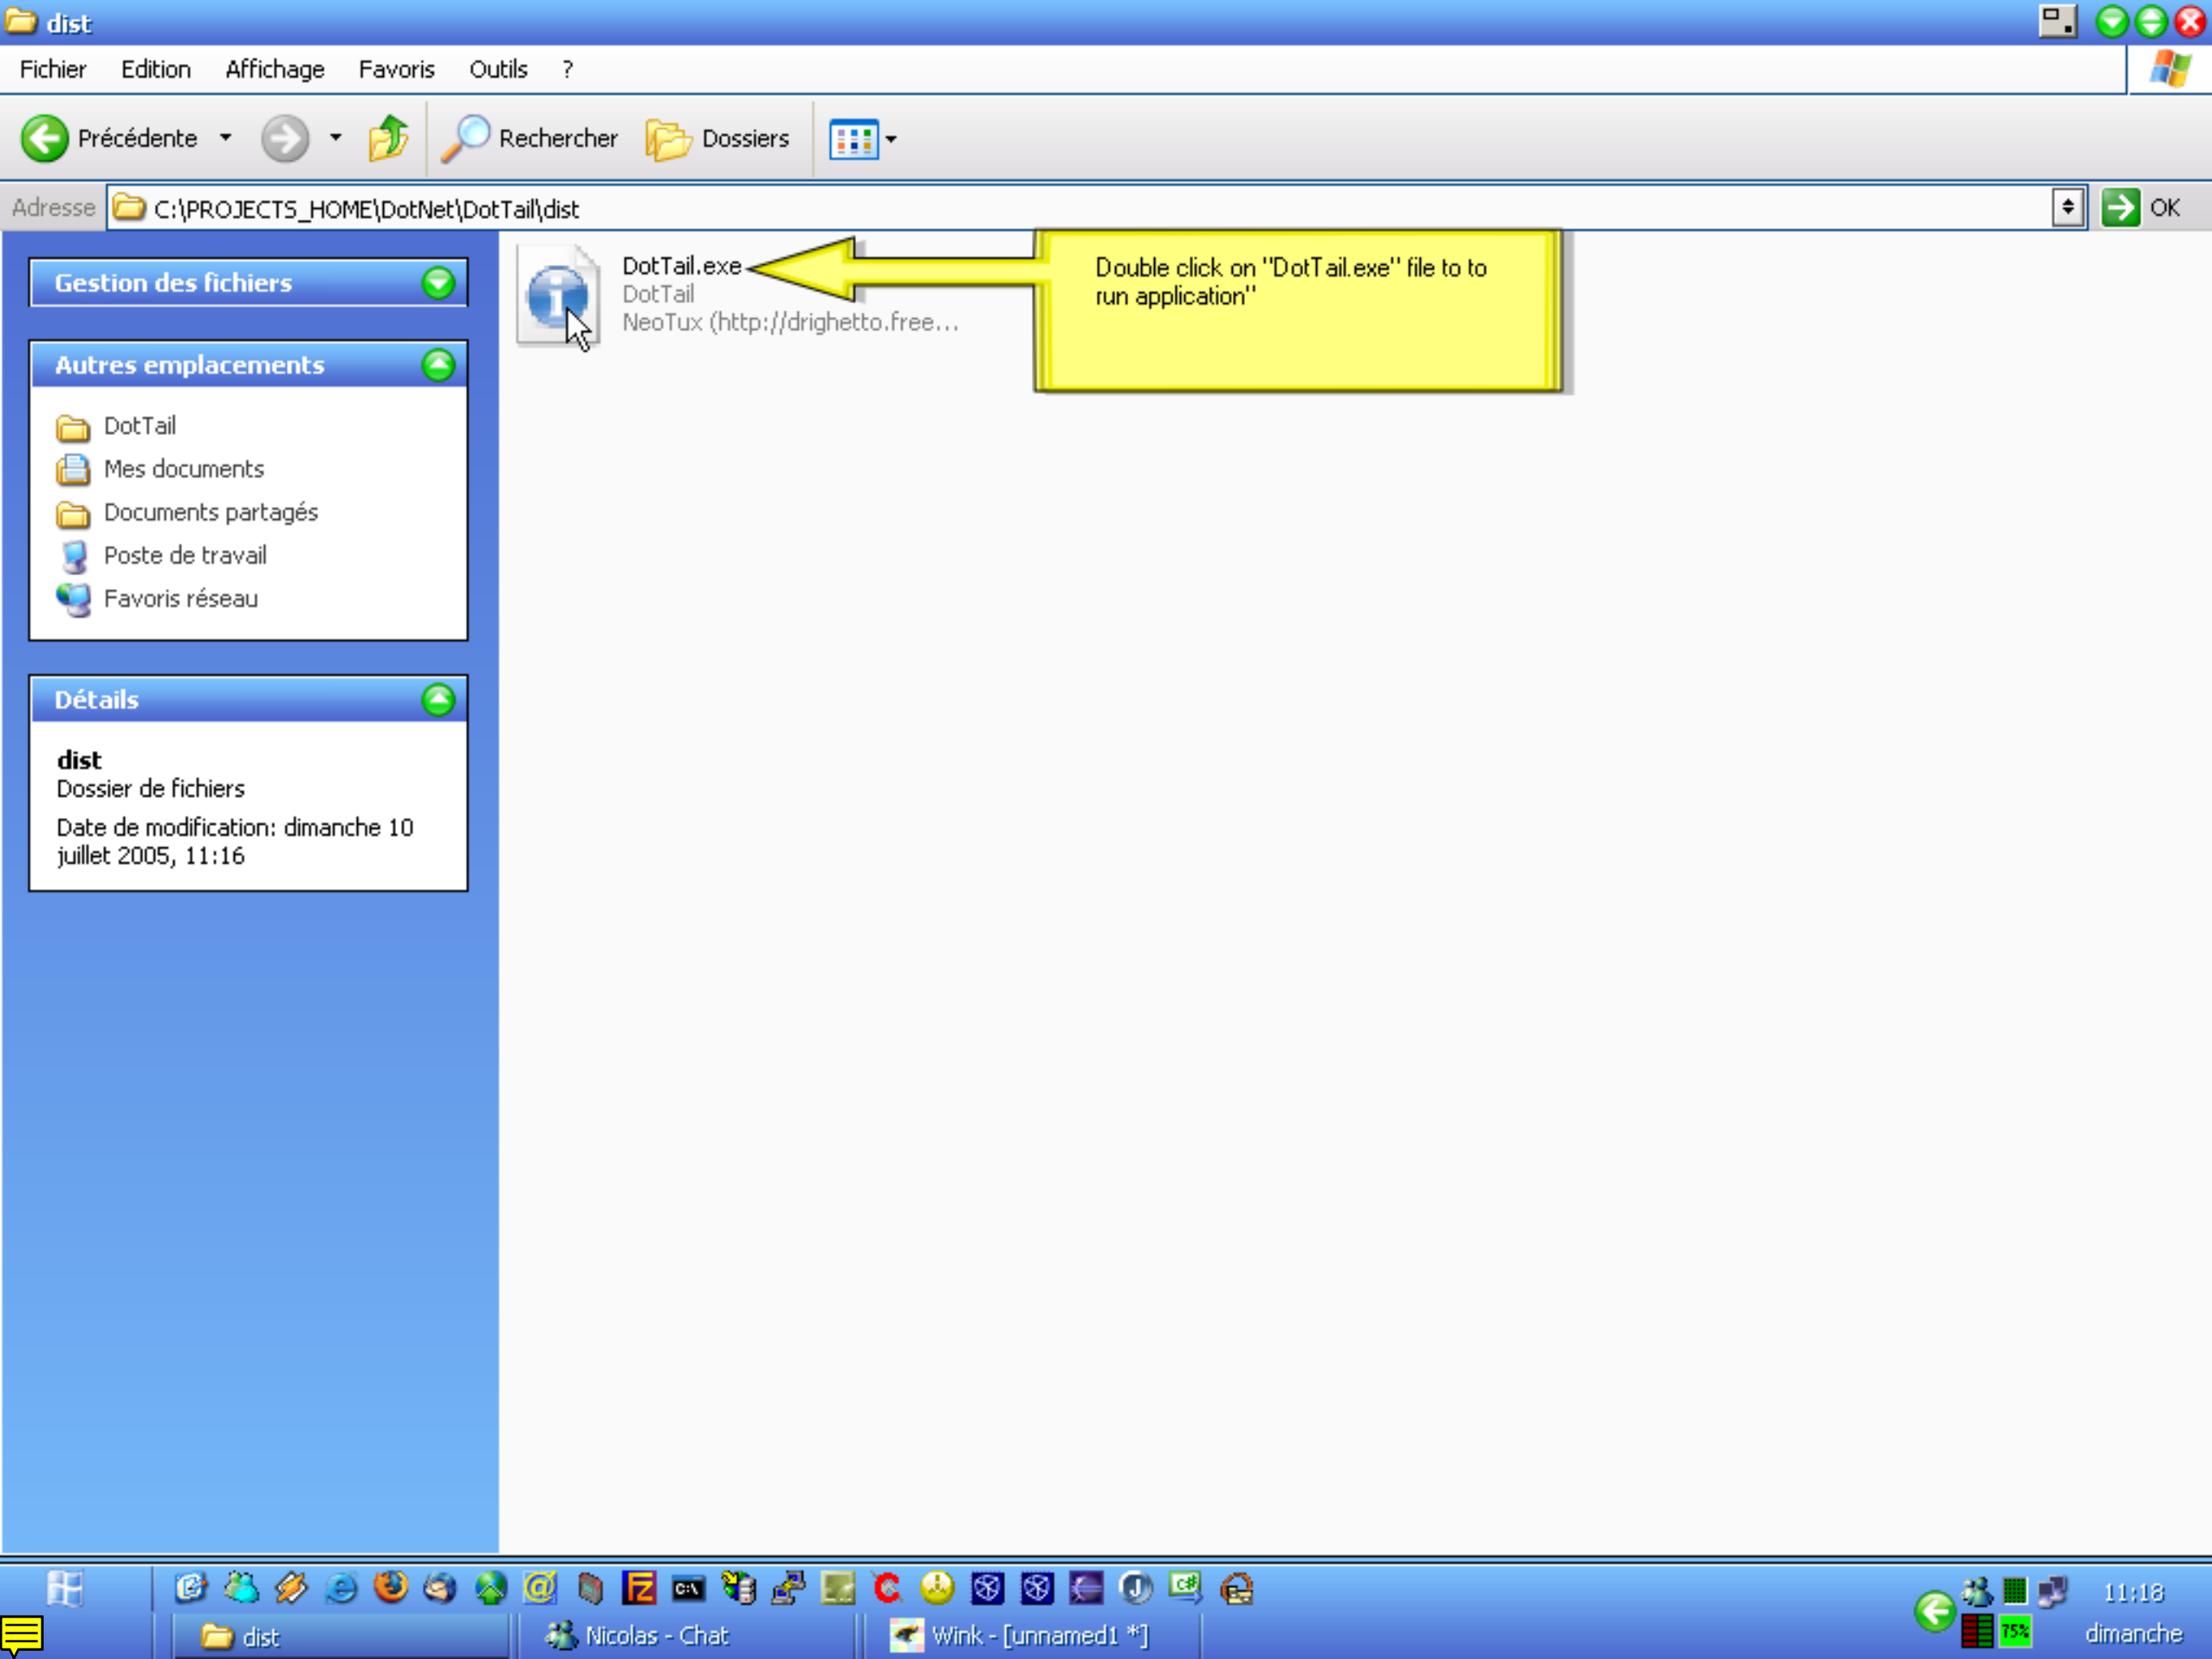 dist
Fichier Edition Affichage Favoris Outils ?
Précédente Rechercher Dossiers
Adresse C:\PROJECTS_HOME\DotNet\DotTail\dist OK
Gestion des fichiers
Autres emplacements
DotTail
Mes documents
Documents partagés
Poste de travail
Favoris réseau
Détails
dist
Dossier de fichiers
Date de modification: dimanche 10
juillet 2005, 11:16
DotTail.exe
DotTail
NeoTux (http://drighetto.free...
Double click on "DotTail.exe" file to to
run application"
C:\
C#
11:18
dist
Nicolas - Chat
Wink - [unnamed1 *]
75%
dimanche